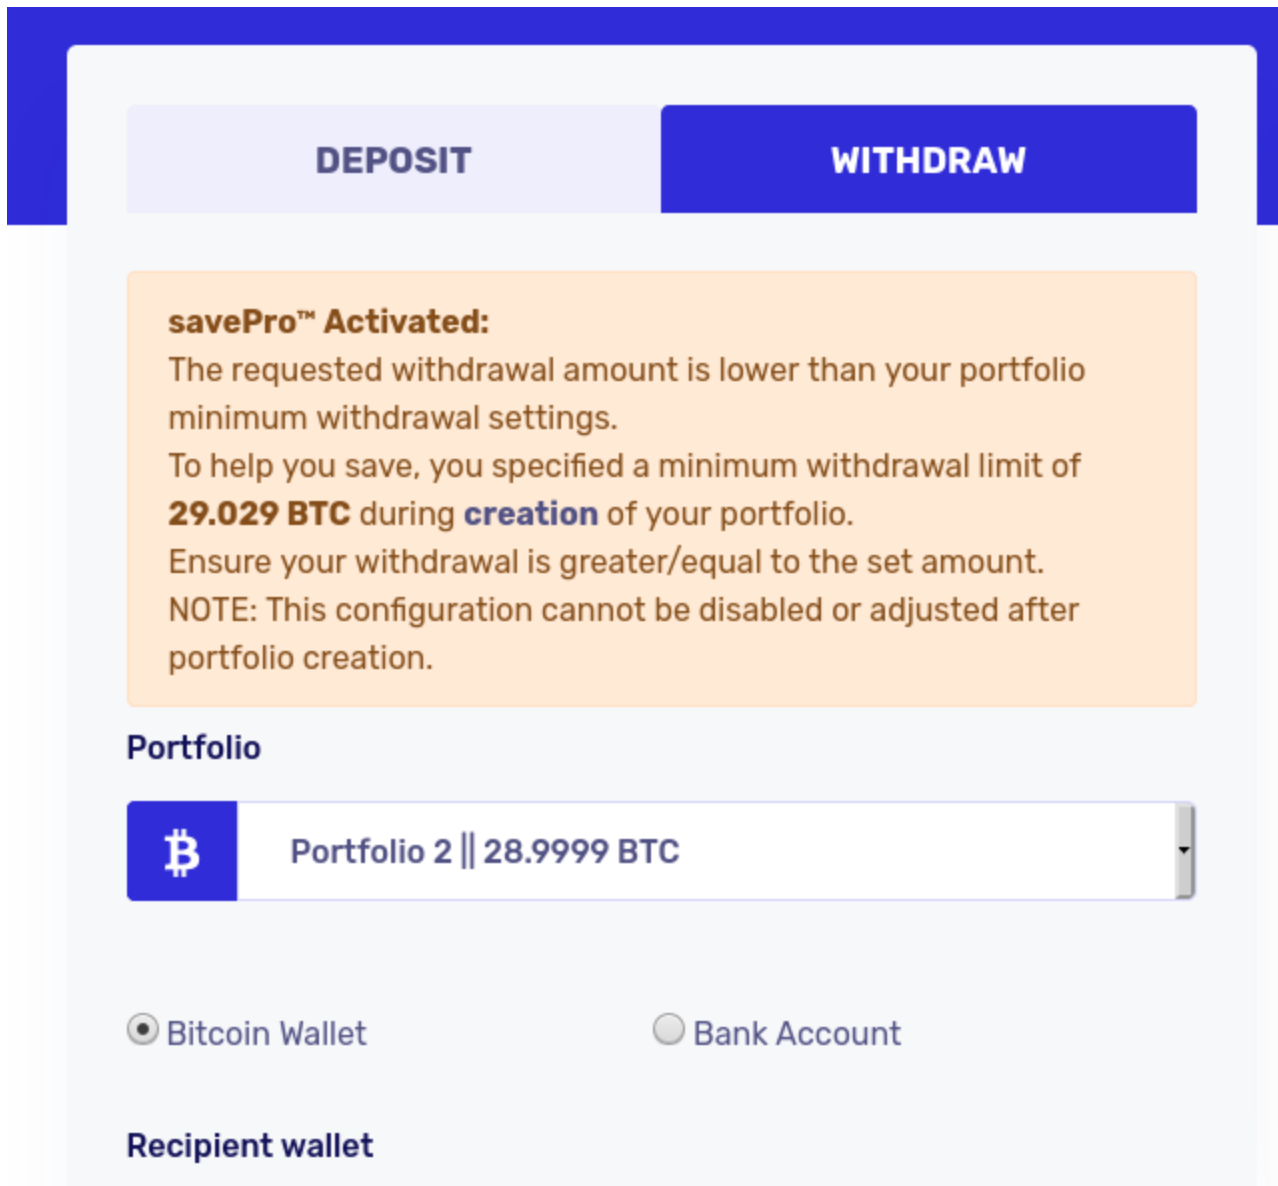 DEPOSIT
WITHDRAW
savePro™ Activated:
The requested withdrawal amount is lower than your portfolio
minimum withdrawal settings.
To help you save, you specified a minimum withdrawal limit of
29.029 BTC during creation of your portfolio.
Ensure your withdrawal is greater/equal to the set amount.
NOTE: This configuration cannot be disabled or adjusted after
portfolio creation.
Portfolio
Portfolio 2 || 28.9999 BTC
Bitcoin Wallet
Bank Account
Recipient wallet